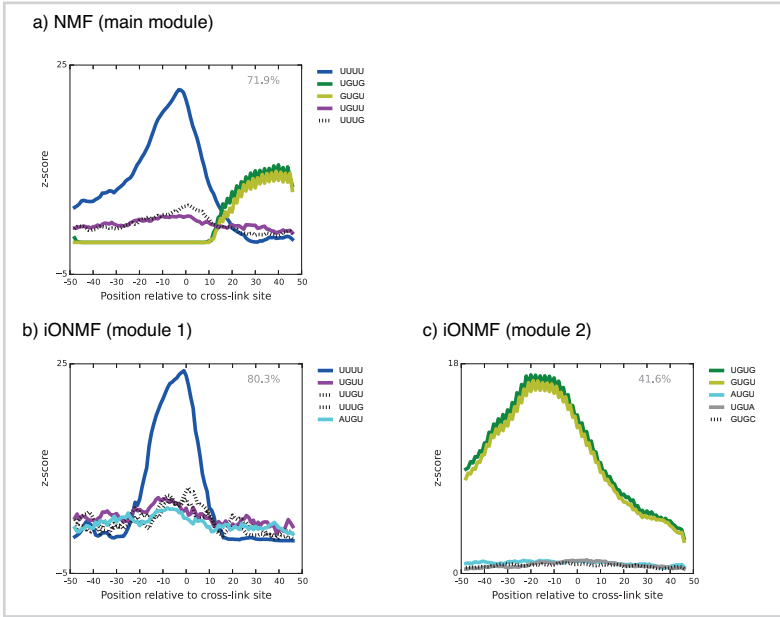 a) NMF (main module)
25
71.9%
z-score
−5
-50 -40 -30 -20 -10 0 10 20 30 40 50
Position relative to cross-link site
UUUU
UGUG
GUGU
UGUU
UUUG
b) iONMF (module 1)
25
80.3%
z-score
−5
-50 -40 -30 -20 -10 0 10 20 30 40 50
Position relative to cross-link site
UUUU
UGUU
UUGU
UUUG
AUGU
c) iONMF (module 2)
18
41.6%
z-score
0
-50 -40 -30 -20 -10 0 10 20 30 40 50
Position relative to cross-link site
UGUG
GUGU
AUGU
UGUA
GUGC